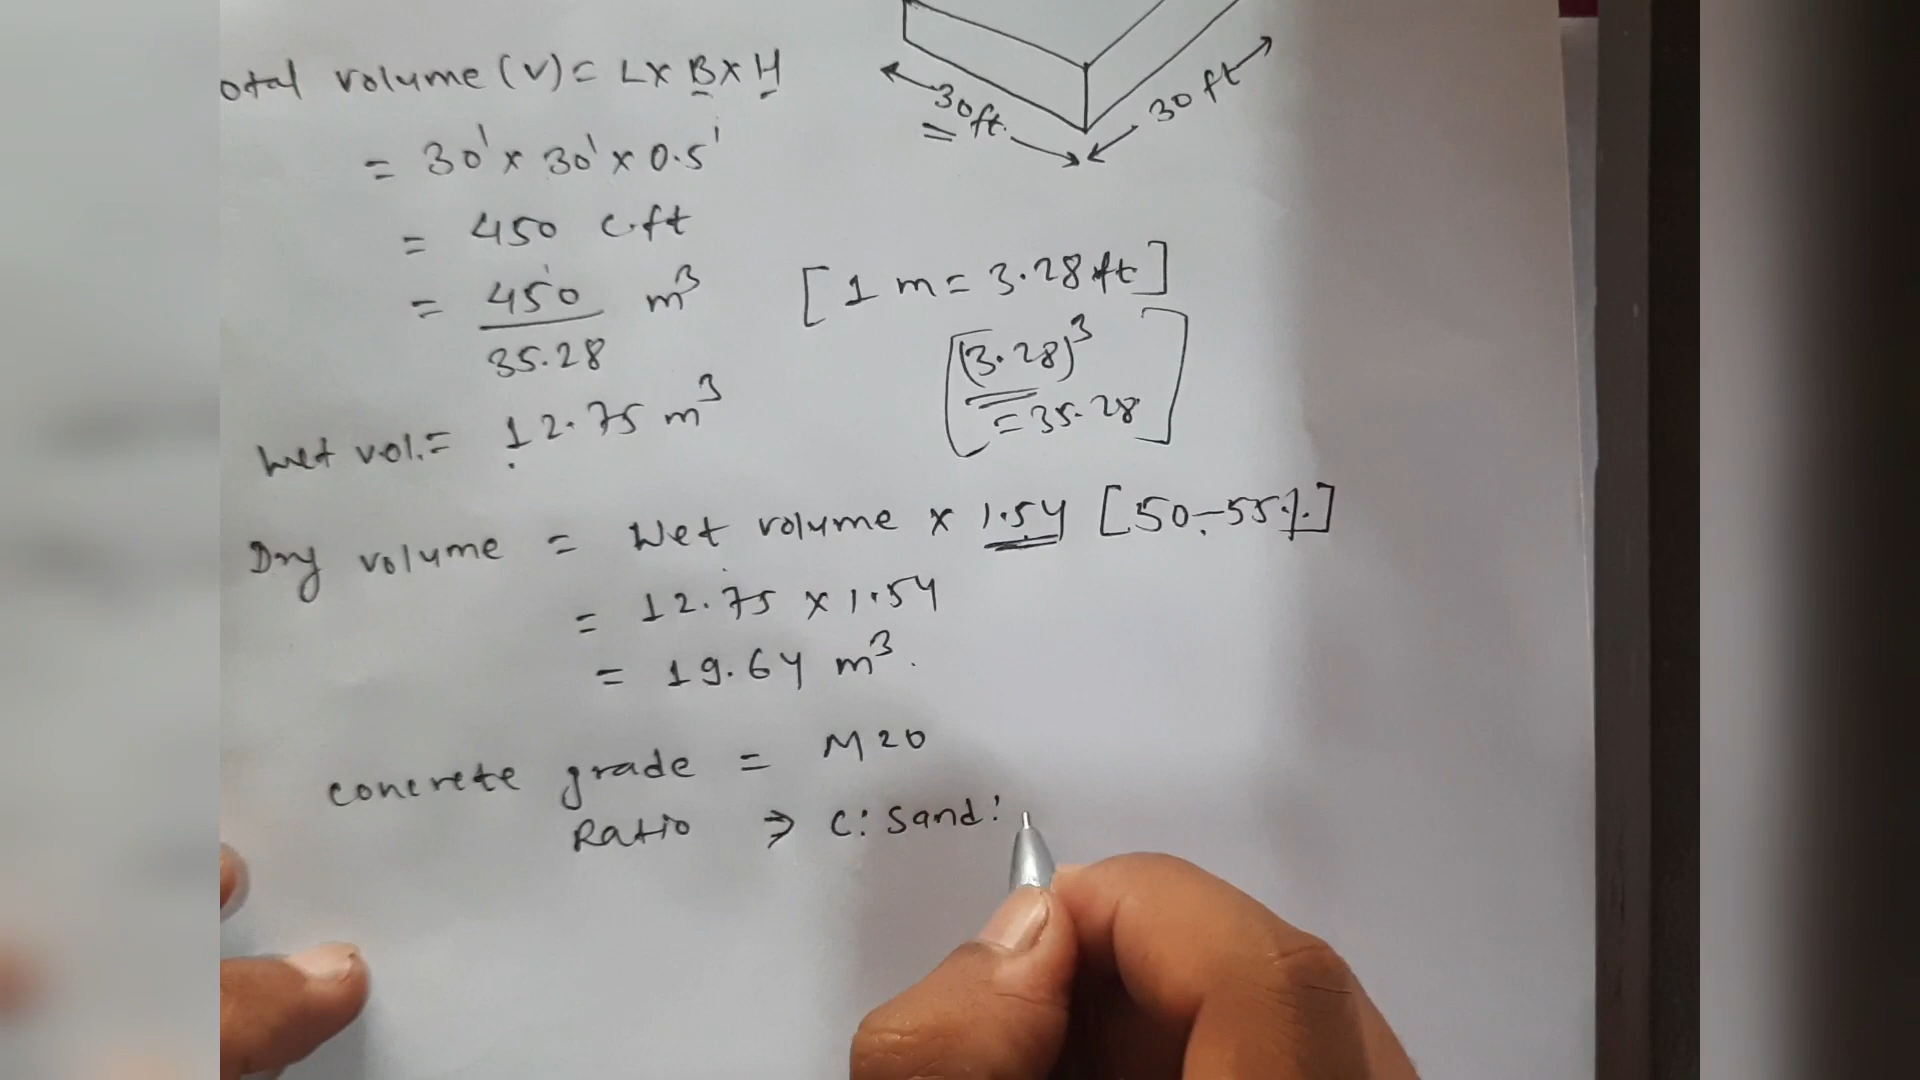 otal volume (V) = L x B x H
= 30' x 30' x 0.5'
= 450 c.ft
= 450 / 35.28 m³ [1 m = 3.28 ft]
[(3.28)³
= 35.28]
Wet vol. = 12.75 m³
Dry volume = Wet volume x 1.54 [50-55%]
= 12.75 x 1.54
= 19.64 m³.
concrete grade = M20
Ratio ⇒ C : Sand :
30 ft.
30 ft